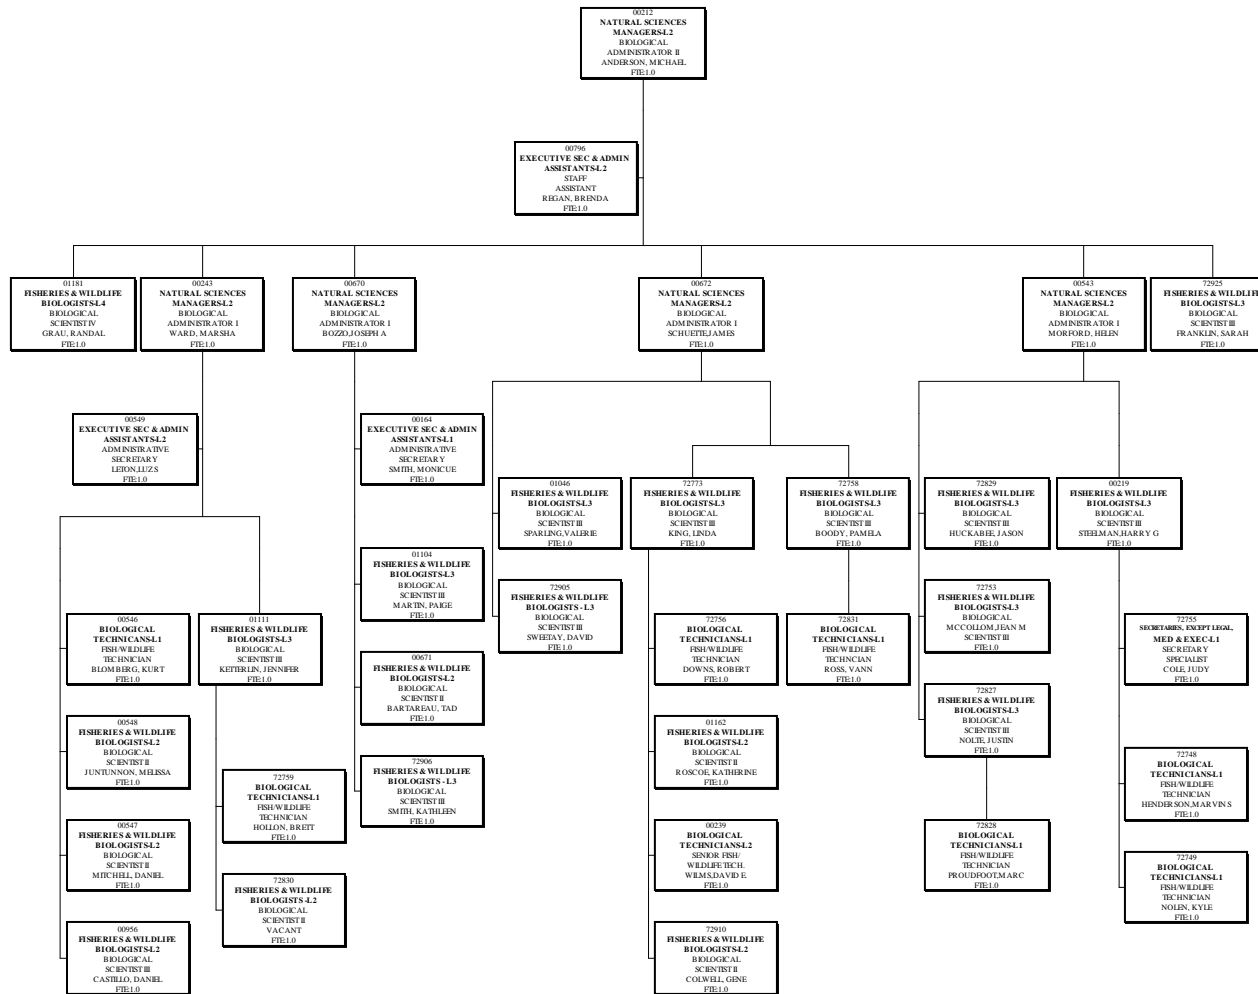 00212
NATURAL SCIENCES
MANAGERS-L2
BIOLOGICAL
ADMINISTRATOR II
ANDERSON, MICHAEL
FTE:1.0
00796
EXECUTIVE SEC & ADMIN
ASSISTANTS-L2
STAFF
ASSISTANT
REGAN, BRENDA
FTE:1.0
01181
FISHERIES & WILDLIFE
BIOLOGISTS-L4
BIOLOGICAL
SCIENTIST IV
GRAU, RANDAL
FTE:1.0
00243
NATURAL SCIENCES
MANAGERS-L2
BIOLOGICAL
ADMINISTRATOR I
WARD, MARSHA
FTE:1.0
00670
NATURAL SCIENCES
MANAGERS-L2
BIOLOGICAL
ADMINISTRATOR I
BOZZO,JOSEPH A
FTE:1.0
00672
NATURAL SCIENCES
MANAGERS-L2
BIOLOGICAL
ADMINISTRATOR I
SCHUETTE,JAMES
FTE:1.0
00543
NATURAL SCIENCES
MANAGERS-L2
BIOLOGICAL
ADMINISTRATOR I
MORFORD, HELEN
FTE:1.0
72925
FISHERIES & WILDLIFE
BIOLOGISTS-L3
BIOLOGICAL
SCIENTIST III
FRANKLIN, SARAH
FTE:1.0
00549
EXECUTIVE SEC & ADMIN
ASSISTANTS-L2
ADMINISTRATIVE
SECRETARY
LETON,LUZ S
FTE:1.0
00164
EXECUTIVE SEC & ADMIN
ASSISTANTS-L1
ADMINISTRATIVE
SECRETARY
SMITH, MONICUE
FTE:1.0
01046
FISHERIES & WILDLIFE
BIOLOGISTS-L3
BIOLOGICAL
SCIENTIST III
SPARLING,VALERIE
FTE:1.0
72773
FISHERIES & WILDLIFE
BIOLOGISTS-L3
BIOLOGICAL
SCIENTIST III
KING, LINDA
FTE:1.0
72758
FISHERIES & WILDLIFE
BIOLOGISTS-L3
BIOLOGICAL
SCIENTIST III
BOODY, PAMELA
FTE:1.0
72829
FISHERIES & WILDLIFE
BIOLOGISTS-L3
BIOLOGICAL
SCIENTIST III
HUCKABEE, JASON
FTE:1.0
00219
FISHERIES & WILDLIFE
BIOLOGISTS-L3
BIOLOGICAL
SCIENTIST III
STEELMAN,HARRY G
FTE:1.0
01104
FISHERIES & WILDLIFE
BIOLOGISTS-L3
BIOLOGICAL
SCIENTIST III
MARTIN, PAIGE
FTE:1.0
72905
FISHERIES & WILDLIFE
BIOLOGISTS - L3
BIOLOGICAL
SCIENTIST III
SWEETAY, DAVID
FTE:1.0
72753
FISHERIES & WILDLIFE
BIOLOGISTS-L3
BIOLOGICAL
MCCOLLOM,JEAN M
SCIENTIST III
FTE:1.0
00546
BIOLOGICAL
TECHNICIANS-L1
FISH/WILDLIFE
TECHNICIAN
BLOMBERG, KURT
FTE:1.0
01111
FISHERIES & WILDLIFE
BIOLOGISTS-L3
BIOLOGICAL
SCIENTIST III
KETTERLIN, JENNIFER
FTE:1.0
00671
FISHERIES & WILDLIFE
BIOLOGISTS-L2
BIOLOGICAL
SCIENTIST II
BARTAREAU, TAD
FTE:1.0
72756
BIOLOGICAL
TECHNICIANS-L1
FISH/WILDLIFE
TECHNICIAN
DOWNS, ROBERT
FTE:1.0
72831
BIOLOGICAL
TECHNICIANS-L1
FISH/WILDLIFE
TECHNCIAN
ROSS, VANN
FTE:1.0
72755
SECRETARIES, EXCEPT LEGAL,
MED & EXEC-L1
SECRETARY
SPECIALIST
COLE, JUDY
FTE:1.0
72827
FISHERIES & WILDLIFE
BIOLOGISTS-L3
BIOLOGICAL
SCIENTIST III
NOLTE, JUSTIN
FTE:1.0
00548
FISHERIES & WILDLIFE
BIOLOGISTS-L2
BIOLOGICAL
SCIENTIST II
JUNTUNNON, MELISSA
FTE:1.0
72759
BIOLOGICAL
TECHNICIANS-L1
FISH/WILDLIFE
TECHNICIAN
HOLLON, BRETT
FTE:1.0
72906
FISHERIES & WILDLIFE
BIOLOGISTS - L3
BIOLOGICAL
SCIENTIST III
SMITH, KATHLEEN
FTE:1.0
01162
FISHERIES & WILDLIFE
BIOLOGISTS-L2
BIOLOGICAL
SCIENTIST II
ROSCOE, KATHERINE
FTE:1.0
72748
BIOLOGICAL
TECHNICIANS-L1
FISH/WILDLIFE
TECHNICIAN
HENDERSON,MARVIN S
FTE:1.0
00547
FISHERIES & WILDLIFE
BIOLOGISTS-L2
BIOLOGICAL
SCIENTIST II
MITCHELL, DANIEL
FTE:1.0
72830
FISHERIES & WILDLIFE
BIOLOGISTS -L2
BIOLOGICAL
SCIENTIST II
VACANT
FTE:1.0
00239
BIOLOGICAL
TECHNICIANS-L2
SENIOR FISH/
WILDLIFE TECH.
WILMS,DAVID E.
FTE:1.0
72828
BIOLOGICAL
TECHNICIANS-L1
FISH/WILDLIFE
TECHNICIAN
PROUDFOOT,MARC
FTE:1.0
72749
BIOLOGICAL
TECHNICIANS-L1
FISH/WILDLIFE
TECHNICIAN
NOLEN, KYLE
FTE:1.0
00956
FISHERIES & WILDLIFE
BIOLOGISTS-L2
BIOLOGICAL
SCIENTIST III
CASTILLO, DANIEL
FTE:1.0
72910
FISHERIES & WILDLIFE
BIOLOGISTS-L2
BIOLOGICAL
SCIENTIST II
COLWELL, GENE
FTE:1.0